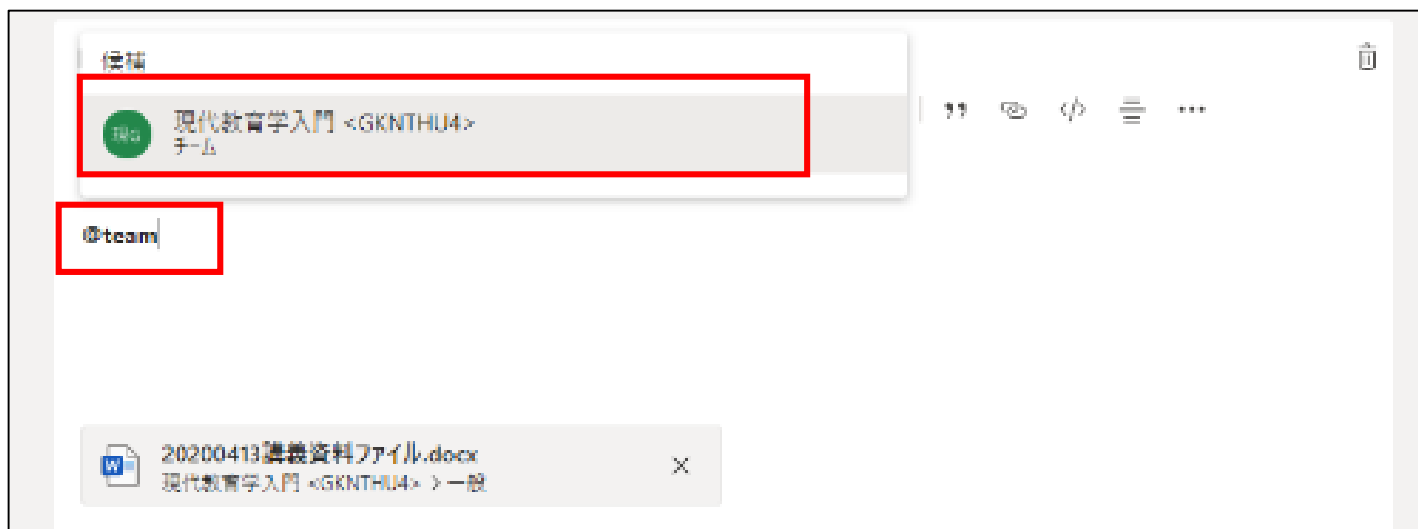 候補
現代教育学入門 <GKNTHU4>
チーム
@team
20200413講義資料ファイル.docx
現代教育学入門 <GKNTHU4> > 一般